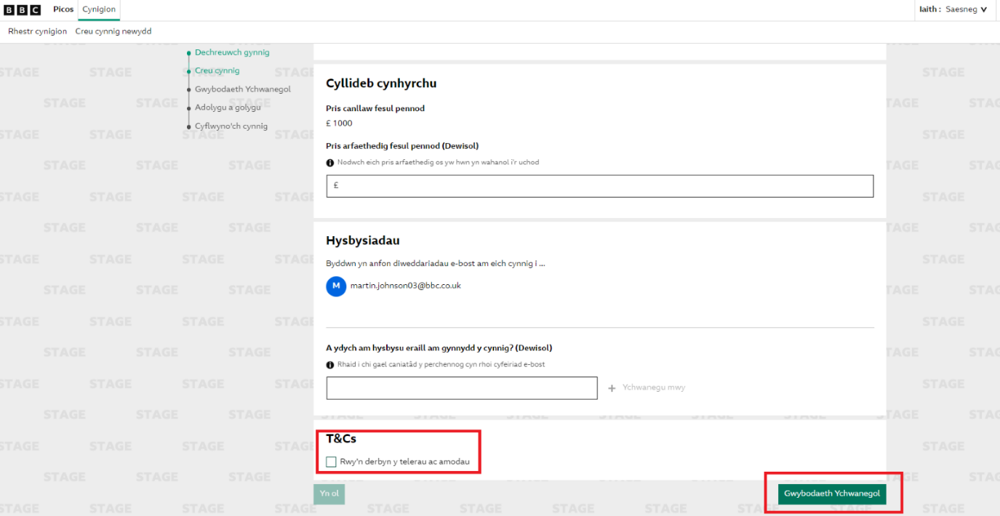 BBC Picos Cynigion Iaith : Saesneg
Rhestr cynigion Creu cynnig newydd
Dechreuwch gynnig
Creu cynnig
Gwybodaeth Ychwanegol
Adolygu a golygu
Cyflwyno'ch cynnig
Cyllideb cynhyrchu
Pris canllaw fesul pennod
£ 1000
Pris arfaethedig fesul pennod (Dewisol)
Nodwch eich pris arfaethedig os yw hwn yn wahanol i'r uchod
£
Hysbysiadau
Byddwn yn anfon diweddariadau e-bost am eich cynnig i ...
M martin.johnson03@bbc.co.uk
A ydych am hysbysu eraill am gynnydd y cynnig? (Dewisol)
Rhaid i chi gael caniatâd y perchennog cyn rhoi cyfeiriad e-bost
+ Ychwanegu mwy
T&Cs
Rwy'n derbyn y telerau ac amodau
Yn ol Gwybodaeth Ychwanegol
STAGE